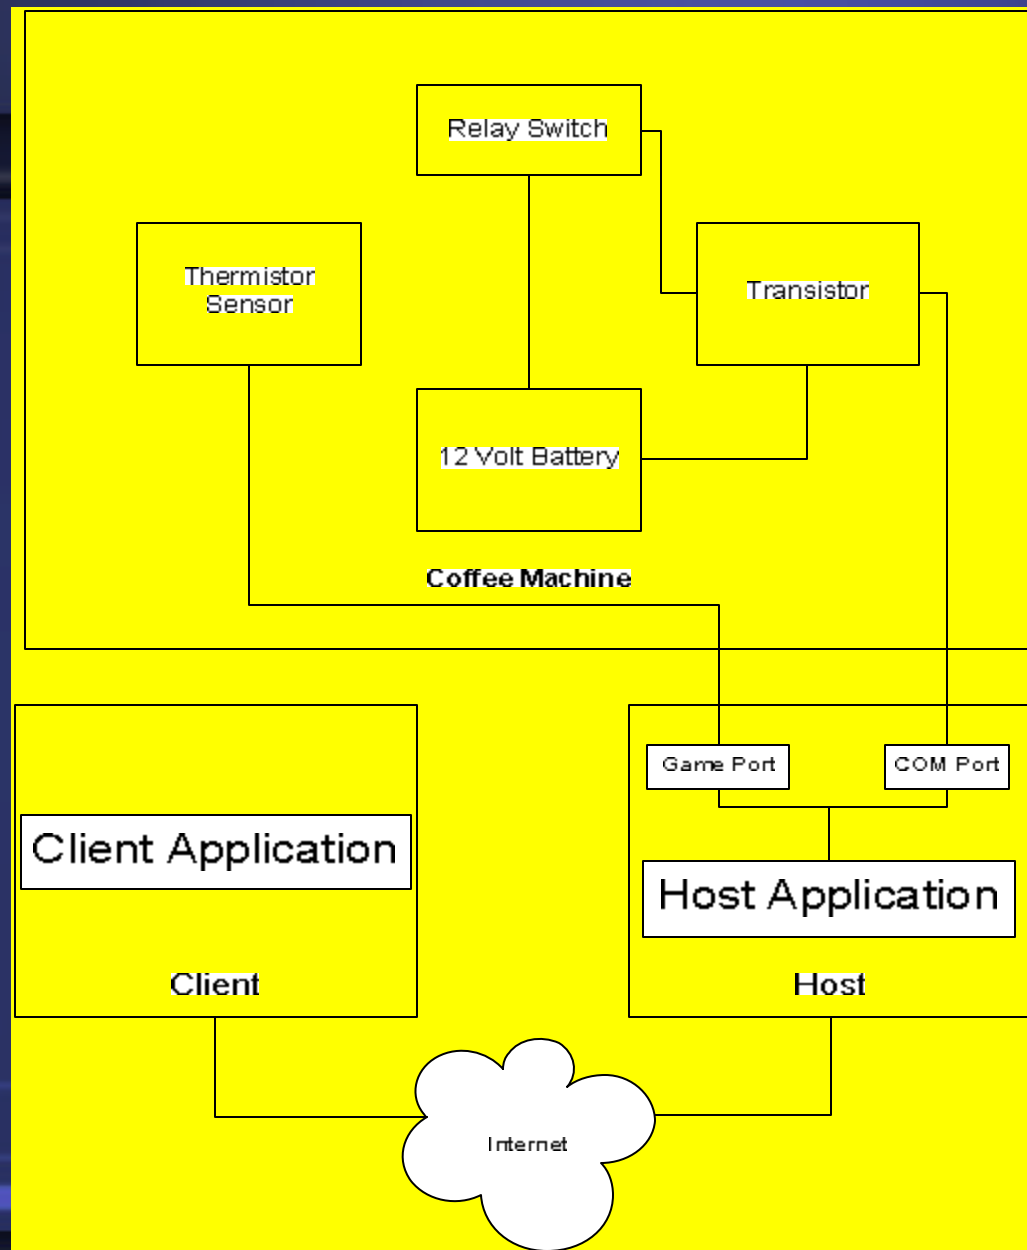 Relay Switch
Thermistor
Sensor
Transistor
12 Volt Battery
Coffee Machine
Game Port
COM Port
Client Application
Host Application
Client
Host
Internet